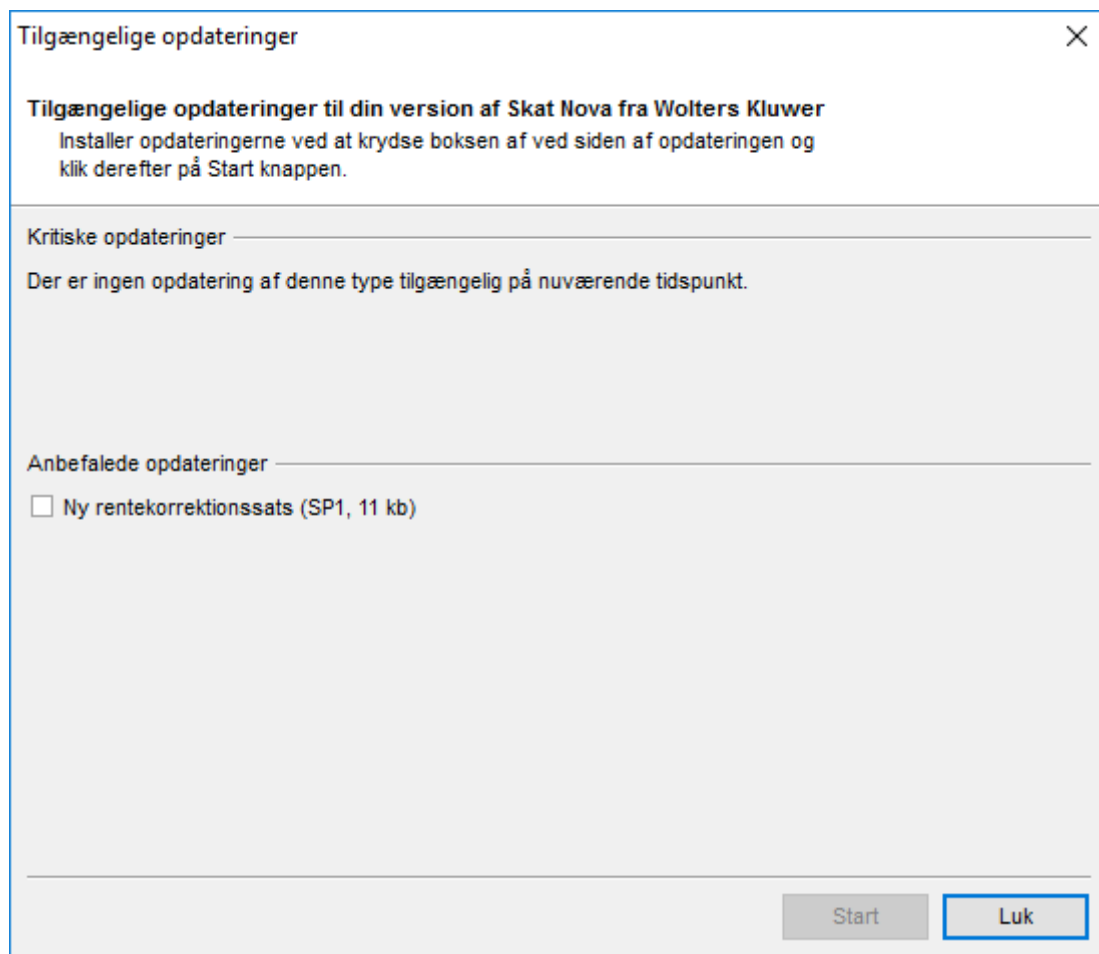 Tilgængelige opdateringer
Tilgængelige opdateringer til din version af Skat Nova fra Wolters Kluwer
Installer opdateringerne ved at krydse boksen af ved siden af opdateringen og
klik derefter på Start knappen.
Kritiske opdateringer
Der er ingen opdatering af denne type tilgængelig på nuværende tidspunkt.
Anbefalede opdateringer
Ny rentekorrektionssats (SP1, 11 kb)
Start
Luk